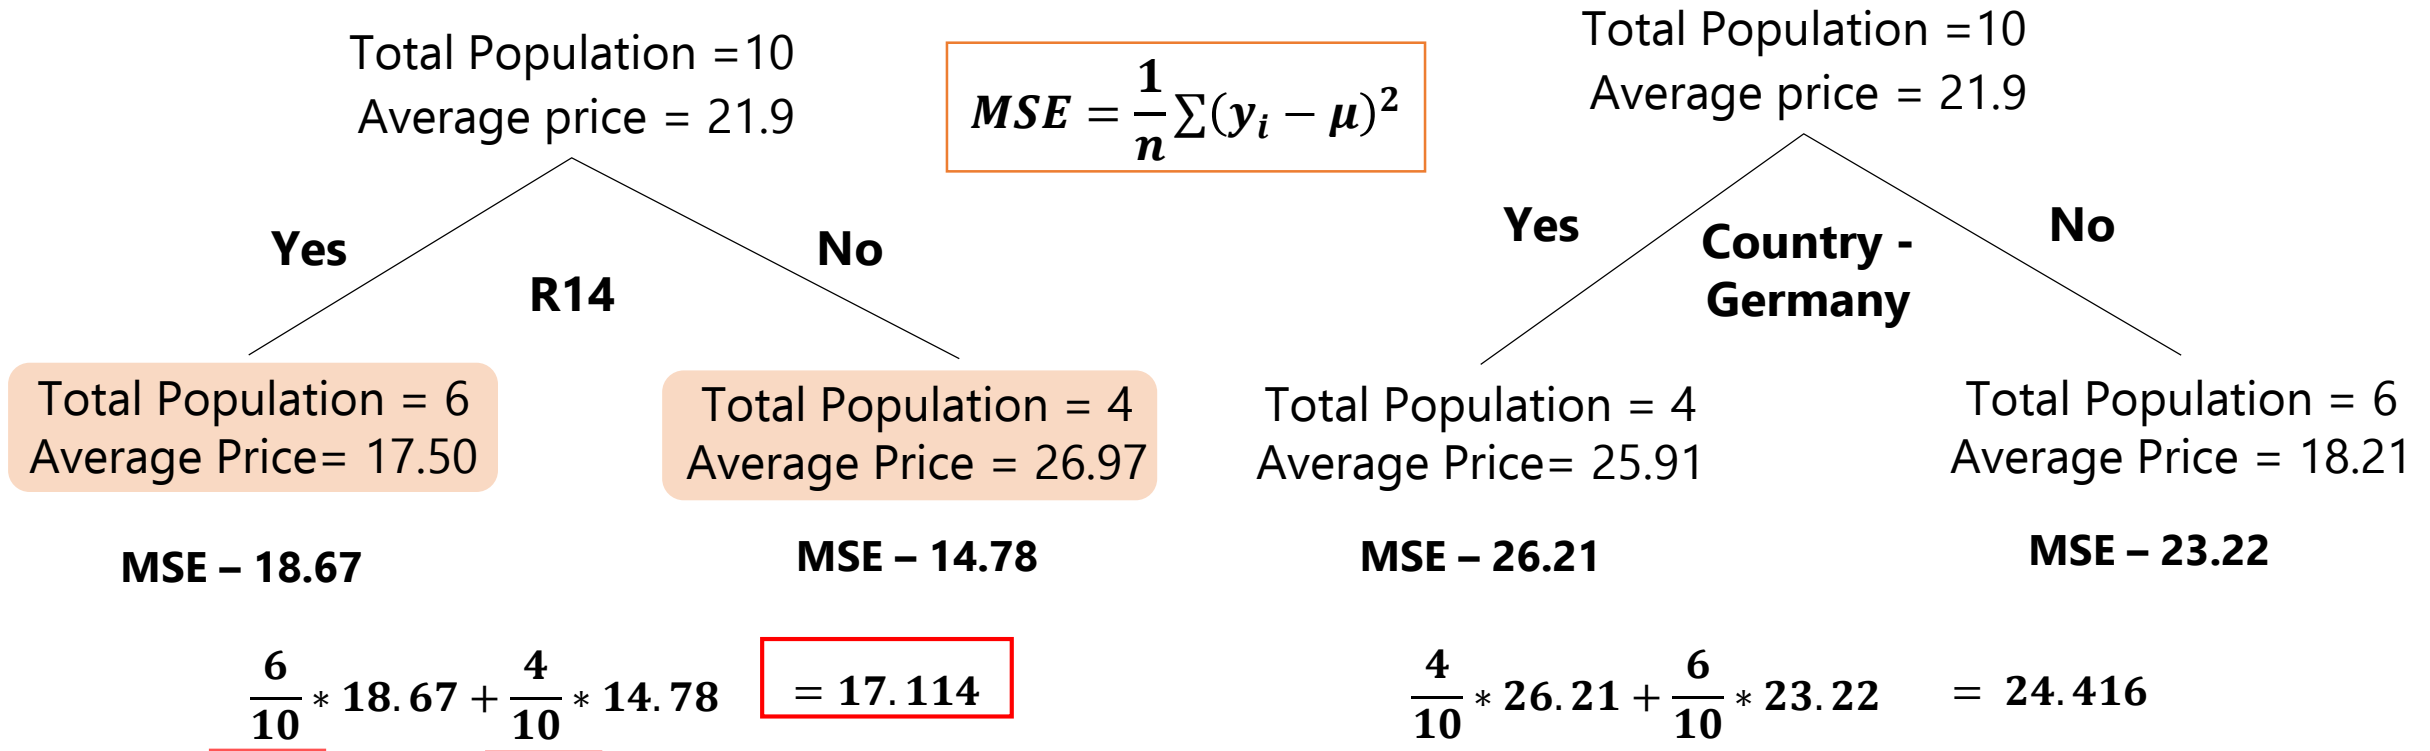 Total Population =10
Average price = 21.9
Yes
No
R14
Total Population = 6
Average Price= 17.50
Total Population = 4
Average Price = 26.97
MSE – 18.67
MSE – 14.78
6/10 * 18.67 + 4/10 * 14.78 = 17.114
MSE = 1/n ∑(yᵢ − μ)²
Total Population =10
Average price = 21.9
Yes
No
Country -
Germany
Total Population = 4
Average Price= 25.91
Total Population = 6
Average Price = 18.21
MSE – 26.21
MSE – 23.22
4/10 * 26.21 + 6/10 * 23.22 = 24.416